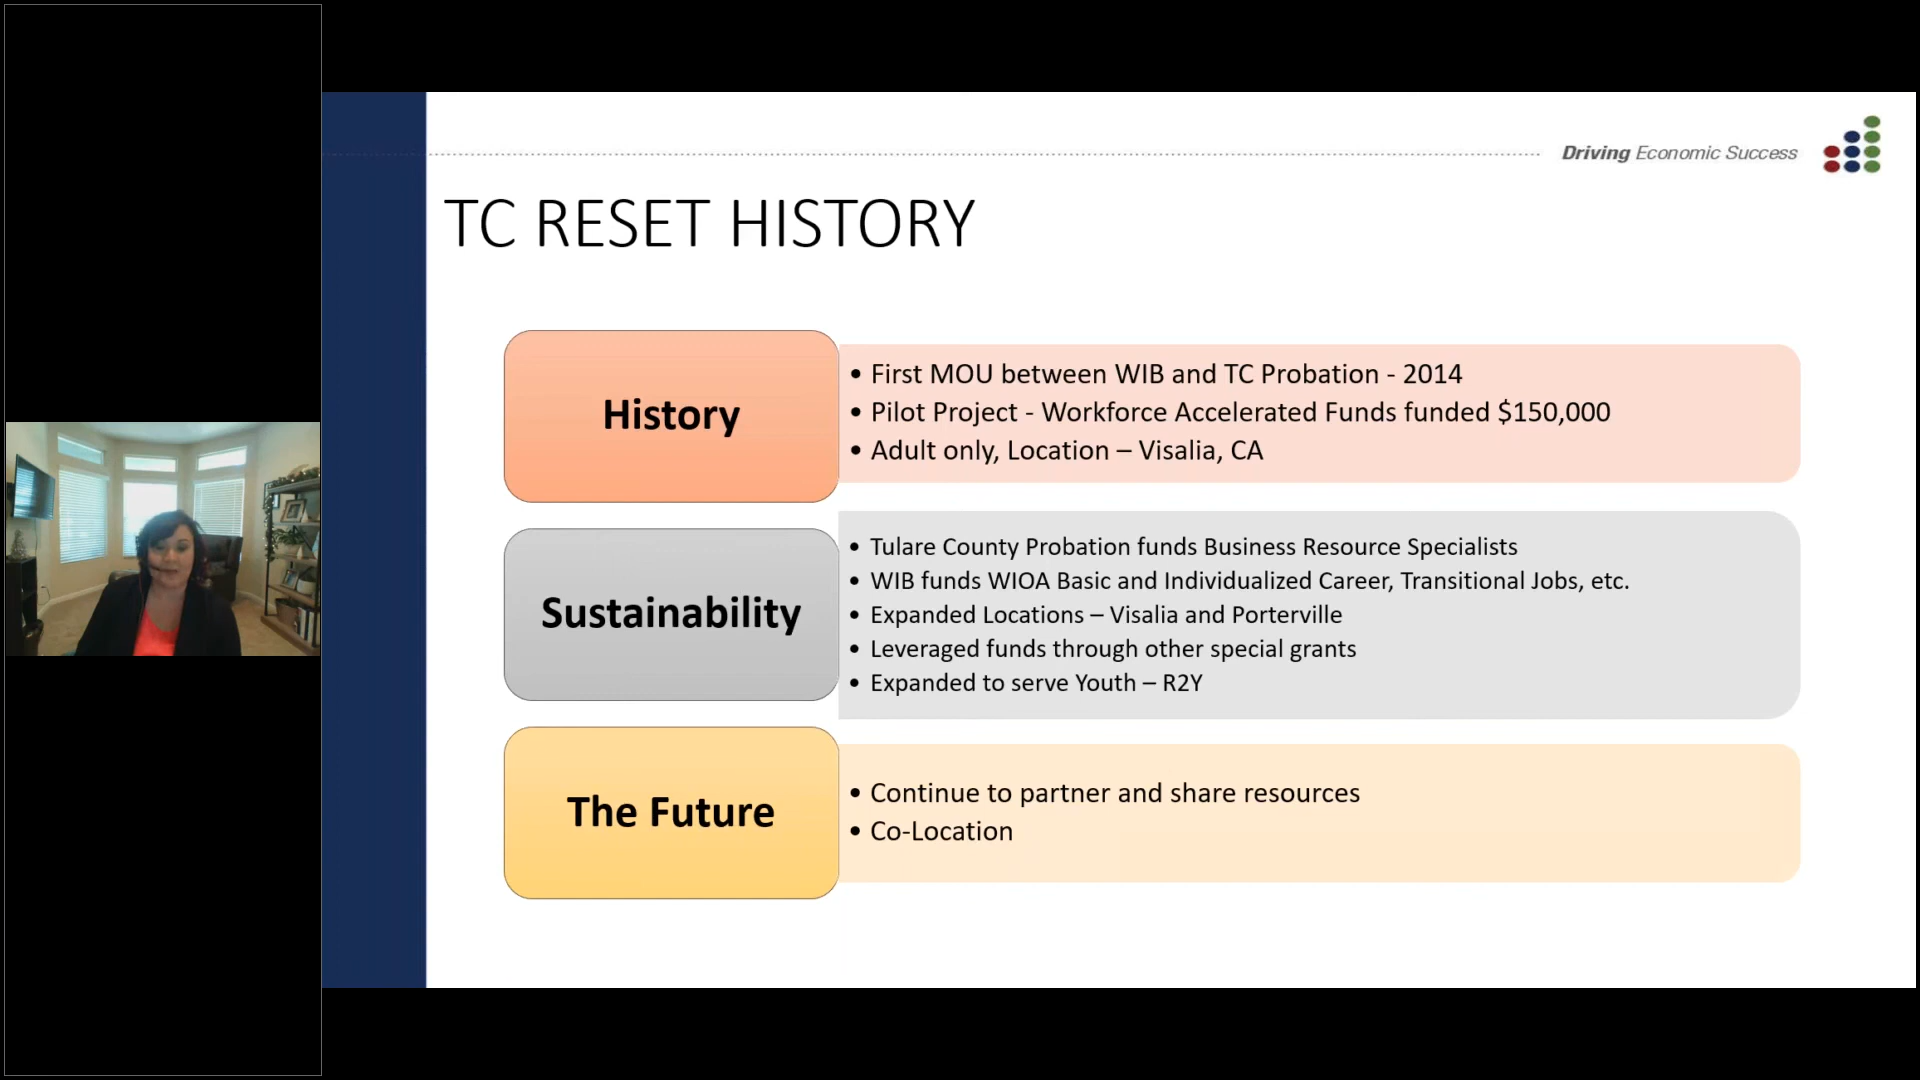 Driving Economic Success
TC RESET HISTORY
History
• First MOU between WIB and TC Probation - 2014
• Pilot Project - Workforce Accelerated Funds funded $150,000
• Adult only, Location – Visalia, CA
Sustainability
• Tulare County Probation funds Business Resource Specialists
• WIB funds WIOA Basic and Individualized Career, Transitional Jobs, etc.
• Expanded Locations – Visalia and Porterville
• Leveraged funds through other special grants
• Expanded to serve Youth – R2Y
The Future
• Continue to partner and share resources
• Co-Location